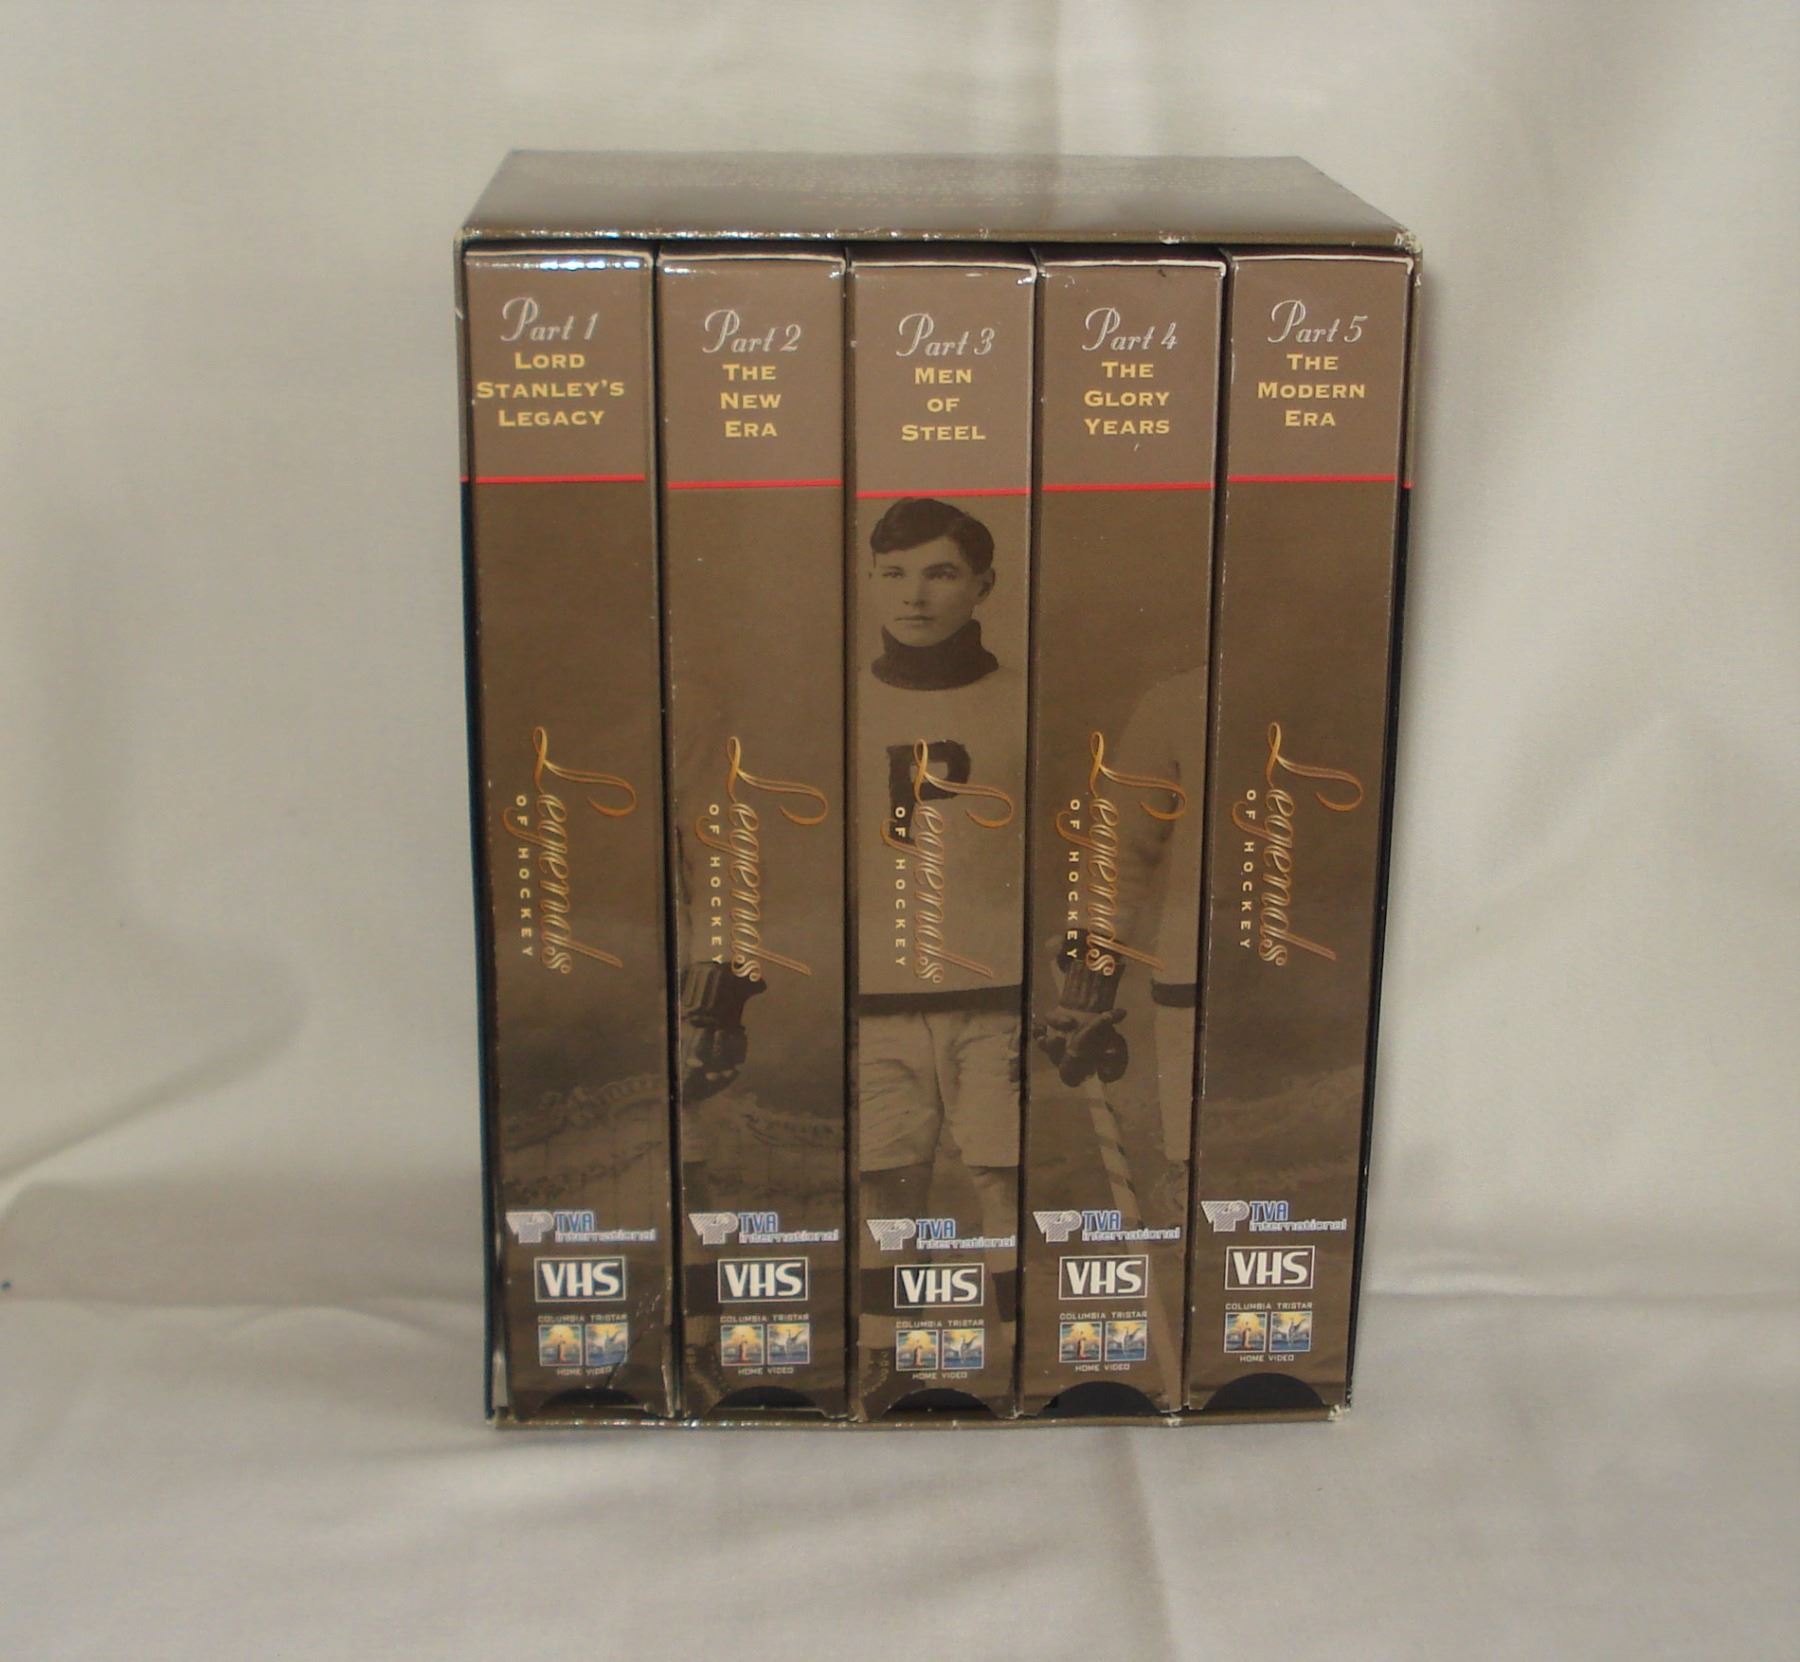 Part 1
LORD
STANLEY'S
LEGACY
Legends
OF HOCKEY
TVA
International
VHS
COLUMBIA TRISTAR
HOME VIDEO
Part 2
THE
NEW
ERA
Legends
OF HOCKEY
TVA
International
VHS
COLUMBIA TRISTAR
HOME VIDEO
Part 3
MEN
OF
STEEL
P
Legends
OF HOCKEY
TVA
International
VHS
COLUMBIA TRISTAR
HOME VIDEO
Part 4
THE
GLORY
YEARS
Legends
OF HOCKEY
TVA
International
VHS
COLUMBIA TRISTAR
HOME VIDEO
Part 5
THE
MODERN
ERA
Legends
OF HOCKEY
TVA
International
VHS
COLUMBIA TRISTAR
HOME VIDEO